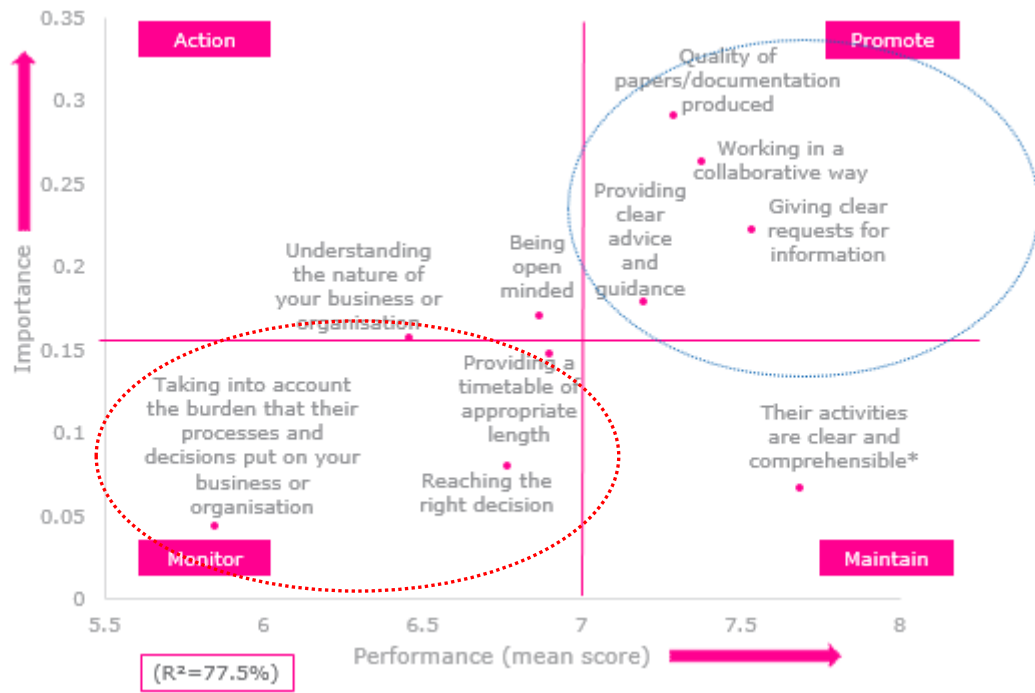 0.35
Action
Promote
Quality of
papers/documentation
produced
0.3
Working in a
collaborative way
0.25
Providing
clear
advice
and
guidance
Giving clear
requests for
information
Importance
Understanding
the nature of
your business or
organisation
Being
open
minded
0.2
0.15
Taking into account
the burden that their
processes and
decisions put on your
business or
organisation
Providing a
timetable of
appropriate
length
Their activities
are clear and
comprehensible*
0.1
Reaching the
right decision
0.05
Monitor
Maintain
0
5.5
6
6.5
7
7.5
8
Performance (mean score)
(R²=77.5%)